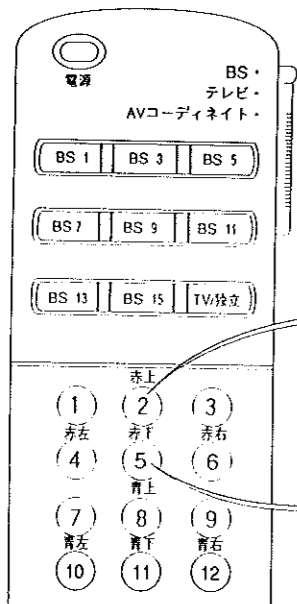 電源
BS・
テレビ・
AVコーディネイト・
BS 1 BS 3 BS 5
BS 7 BS 9 BS 11
BS 13 BS 15 TV/独立
赤上
1 2 3
赤左 赤下 赤右
4 5 6
青上
7 8 9
青左 青下 青右
10 11 12